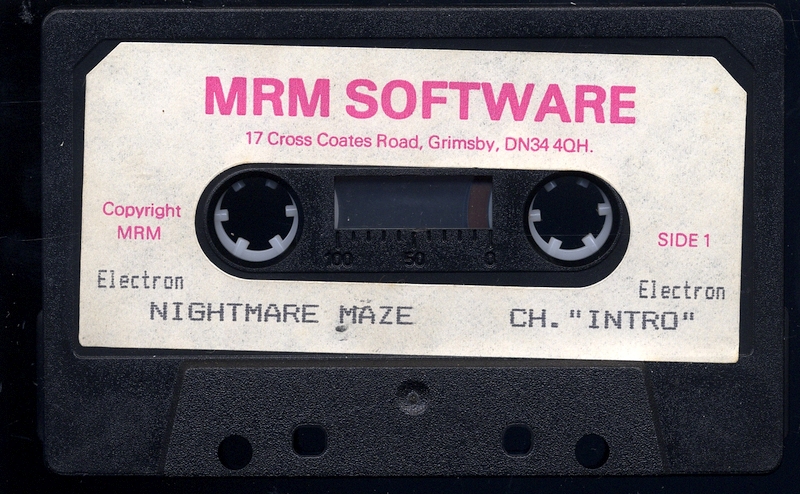 MRM SOFTWARE
17 Cross Coates Road, Grimsby, DN34 4QH.
Copyright
MRM
SIDE 1
100 50 0
Electron
Electron
NIGHTMARE MAZE CH."INTRO"